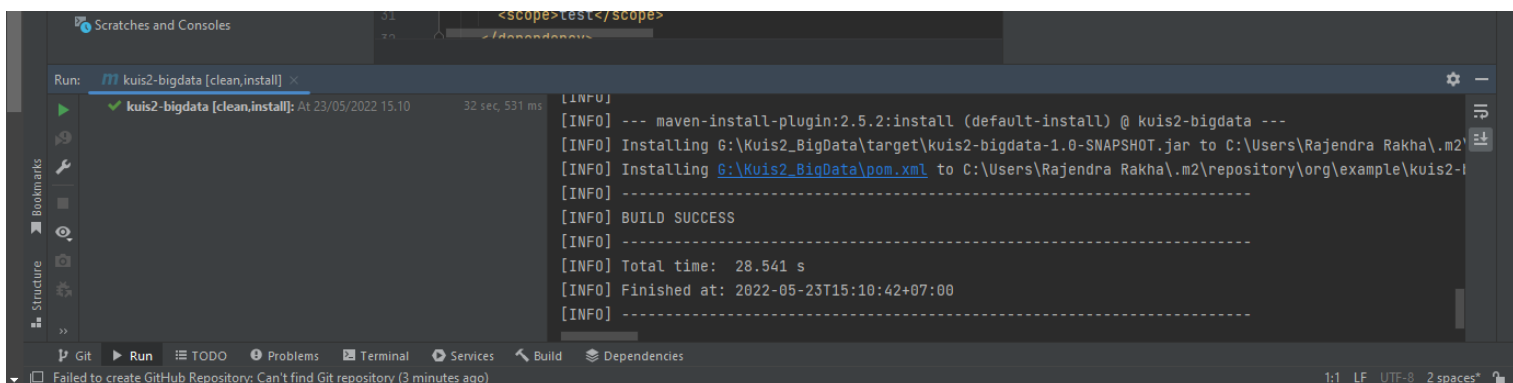 Scratches and Consoles
31 <scope>test</scope>
32 </dependency>
Run: kuis2-bigdata [clean,install] ×
kuis2-bigdata [clean,install]: At 23/05/2022 15.10 32 sec, 531 ms
[INFO]
[INFO] --- maven-install-plugin:2.5.2:install (default-install) @ kuis2-bigdata ---
[INFO] Installing G:\Kuis2_BigData\target\kuis2-bigdata-1.0-SNAPSHOT.jar to C:\Users\Rajendra Rakha\.m2\
[INFO] Installing G:\Kuis2_BigData\pom.xml to C:\Users\Rajendra Rakha\.m2\repository\org\example\kuis2-
[INFO] ------------------------------------------------------------------------
[INFO] BUILD SUCCESS
[INFO] ------------------------------------------------------------------------
[INFO] Total time:  28.541 s
[INFO] Finished at: 2022-05-23T15:10:42+07:00
[INFO] ------------------------------------------------------------------------
Bookmarks
Structure
Git Run TODO Problems Terminal Services Build Dependencies
Failed to create GitHub Repository: Can't find Git repository (3 minutes ago) 1:1 LF UTF-8 2 spaces*